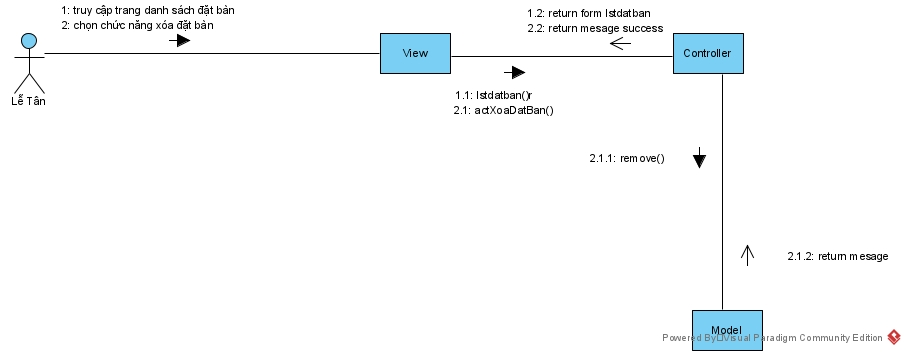 1: truy cập trang danh sách đặt bàn
2: chọn chức năng xóa đặt bàn
1.2: return form lstdatban
2.2: return mesage success
View
Controller
Lễ Tân
1.1: lstdatban()r
2.1: actXoaDatBan()
2.1.1: remove()
2.1.2: return mesage
Model
Powered By Visual Paradigm Community Edition